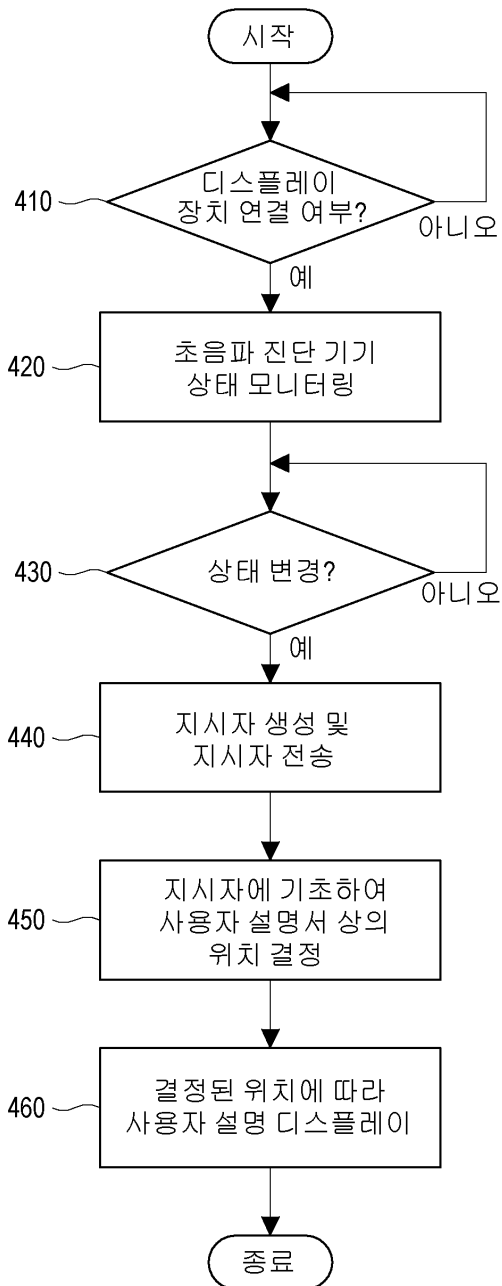 시작
410
디스플레이
장치 연결 여부?
아니오
예
420
초음파 진단 기기
상태 모니터링
430
상태 변경?
아니오
예
440
지시자 생성 및
지시자 전송
450
지시자에 기초하여
사용자 설명서 상의
위치 결정
460
결정된 위치에 따라
사용자 설명 디스플레이
종료